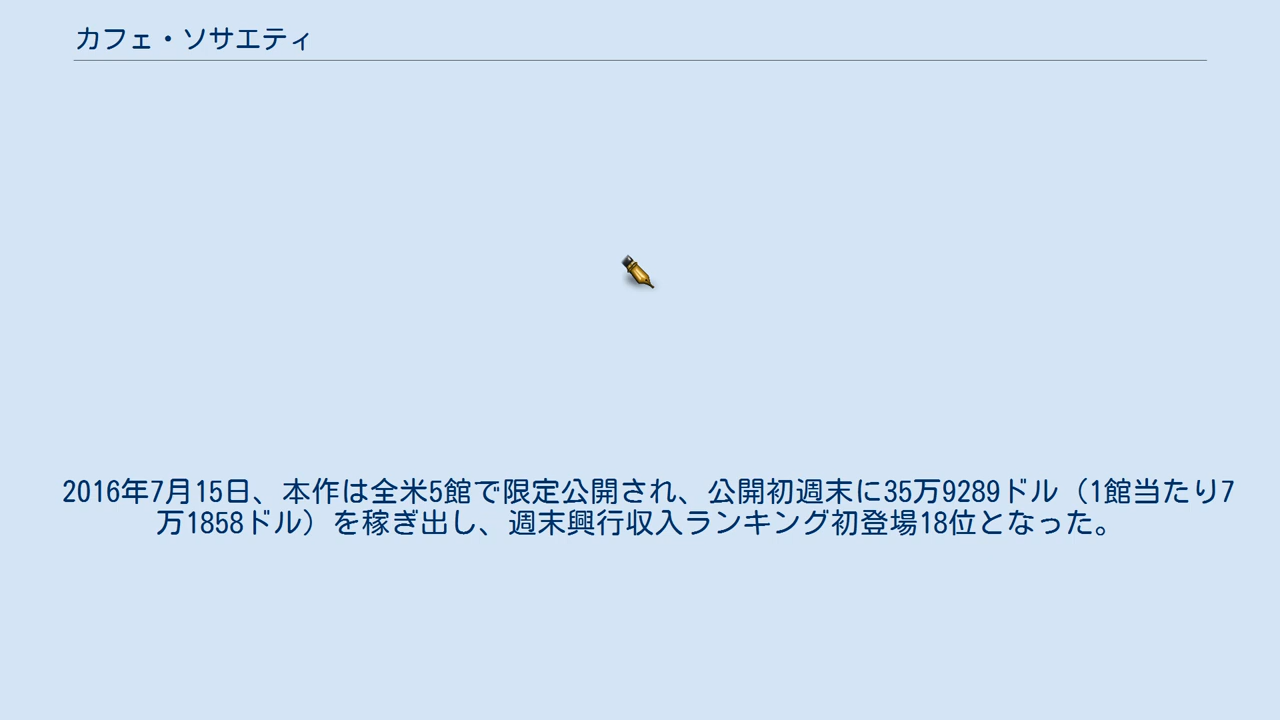 カフェ・ソサエティ
2016年7月15日、本作は全米5館で限定公開され、公開初週末に35万9289ドル（1館当たり7
万1858ドル）を稼ぎ出し、週末興行収入ランキング初登場18位となった。